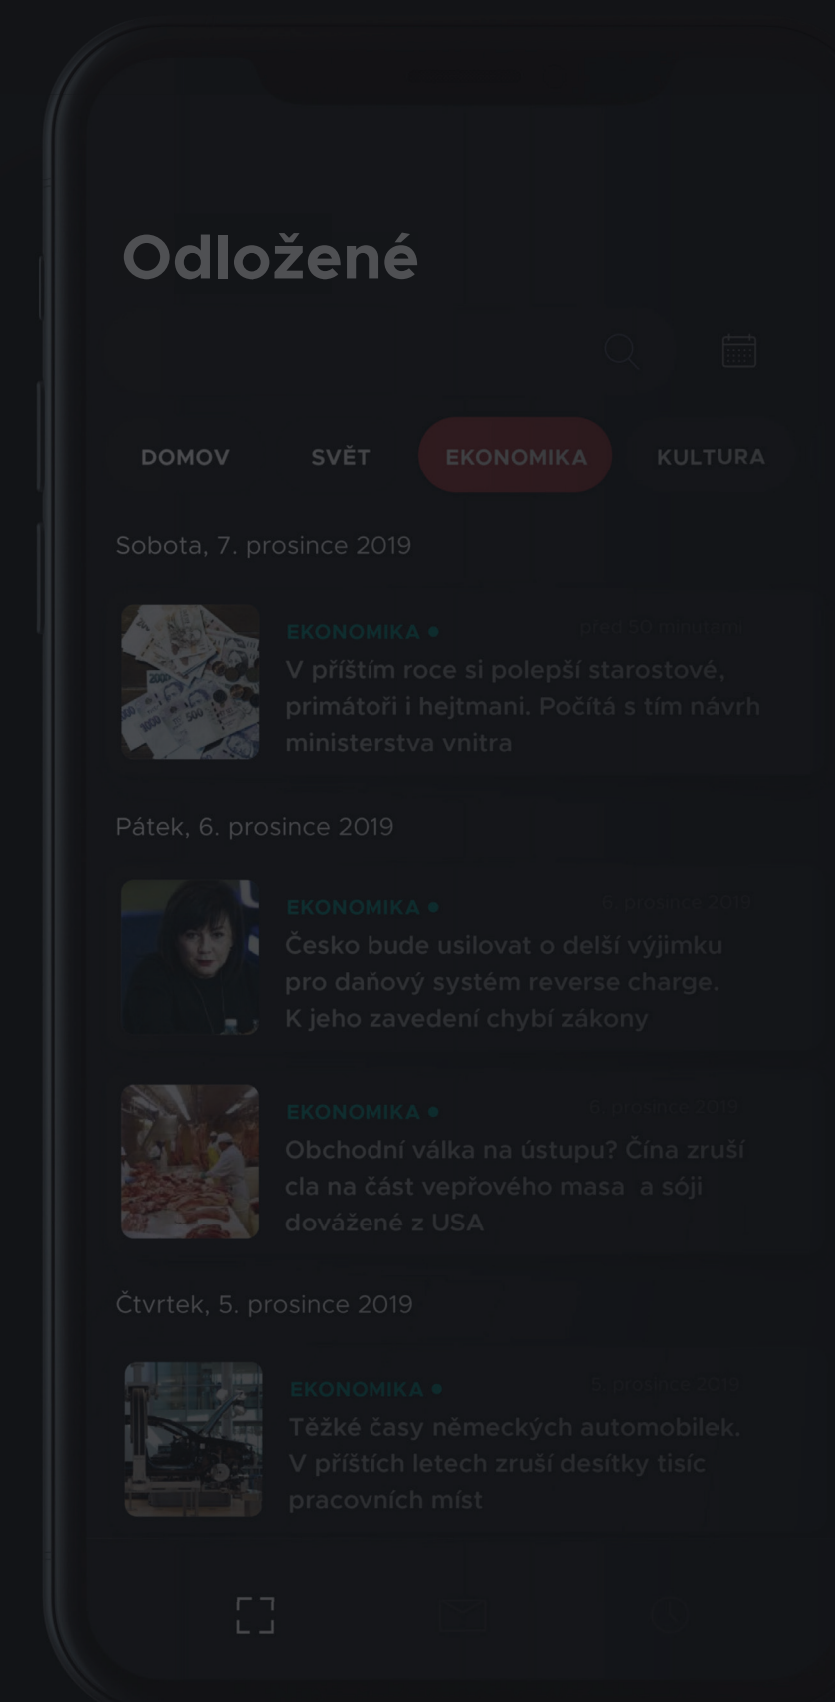 Odložené
DOMOV SVĚT EKONOMIKA KULTURA
Sobota, 7. prosince 2019
EKONOMIKA před 50 minutami
V příštím roce si polepší starostové,
primátoři i hejtmani. Počítá s tím návrh
ministerstva vnitra
Pátek, 6. prosince 2019
EKONOMIKA 6. prosince 2019
Česko bude usilovat o delší výjimku
pro daňový systém reverse charge.
K jeho zavedení chybí zákony
EKONOMIKA 6. prosince 2019
Obchodní válka na ústupu? Čína zruší
cla na část vepřového masa a sóji
dovážené z USA
Čtvrtek, 5. prosince 2019
EKONOMIKA 5. prosince 2019
Těžké časy německých automobilek.
V příštích letech zruší desítky tisíc
pracovních míst